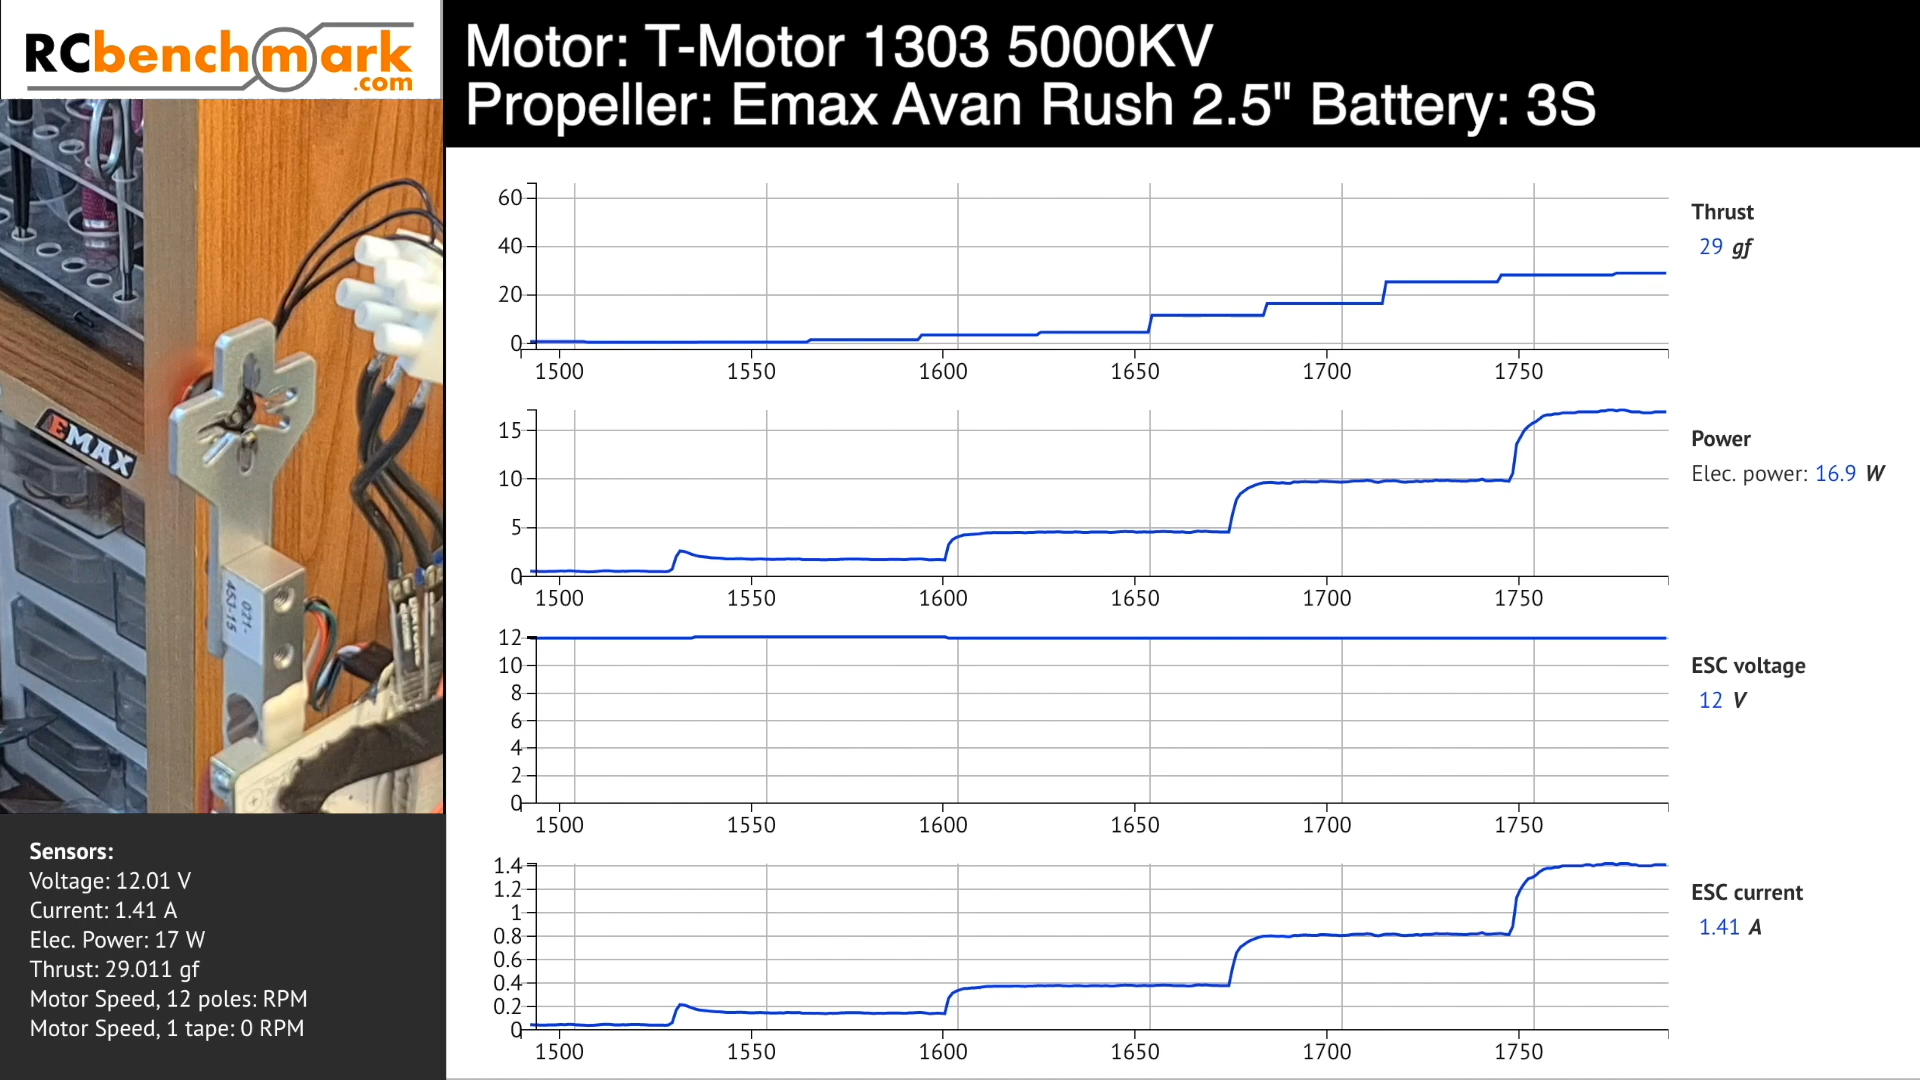 RCbenchmark
.com
Motor: T-Motor 1303 5000KV
Propeller: Emax Avan Rush 2.5" Battery: 3S
EMAX
021-
453-15
Sensors:
Voltage: 12.01 V
Current: 1.41 A
Elec. Power: 17 W
Thrust: 29.011 gf
Motor Speed, 12 poles: RPM
Motor Speed, 1 tape: 0 RPM
60
40
20
0
1500 1550 1600 1650 1700 1750
Thrust
29 gf
15
10
5
0
1500 1550 1600 1650 1700 1750
Power
Elec. power: 16.9 W
12
10
8
6
4
2
0
1500 1550 1600 1650 1700 1750
ESC voltage
12 V
1.4
1.2
1
0.8
0.6
0.4
0.2
0
1500 1550 1600 1650 1700 1750
ESC current
1.41 A